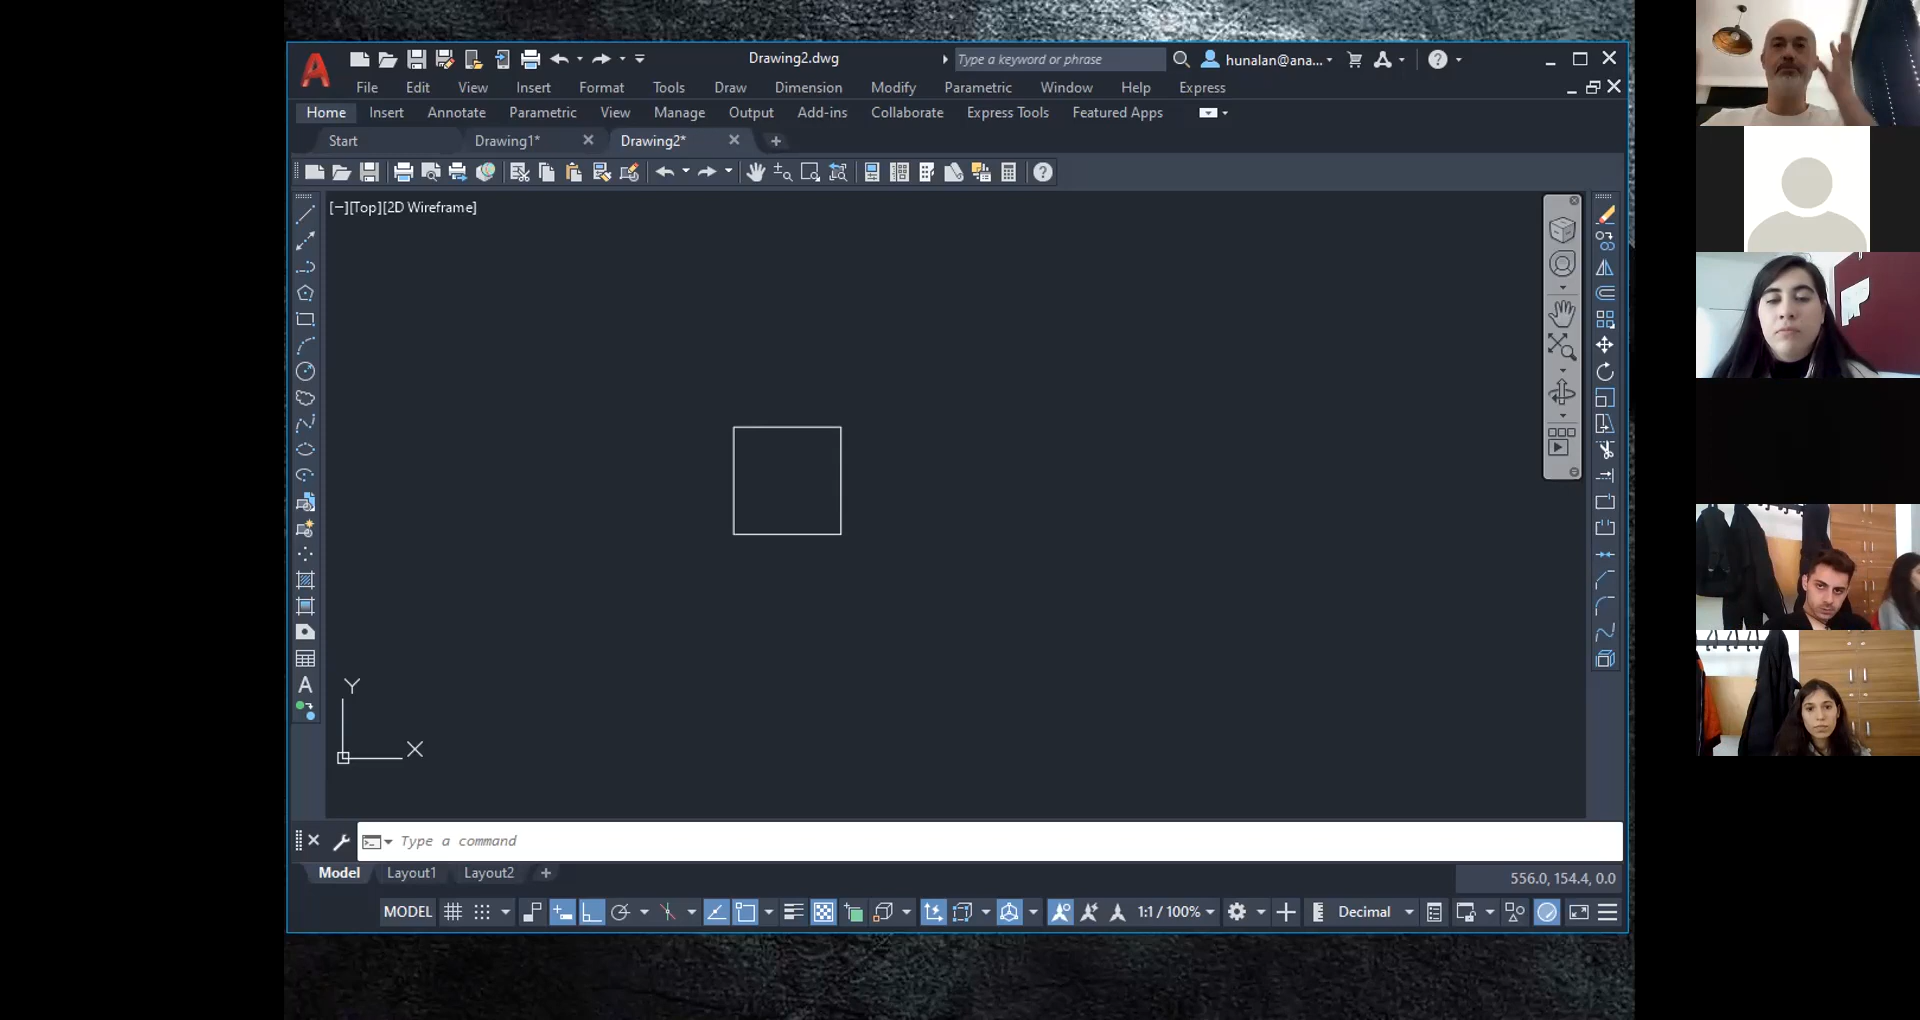 Drawing2.dwg
Type a keyword or phrase
hunalan@ana...
File Edit View Insert Format Tools Draw Dimension Modify Parametric Window Help Express
Home Insert Annotate Parametric View Manage Output Add-ins Collaborate Express Tools Featured Apps
Start Drawing1* Drawing2*
[−][Top][2D Wireframe]
A
Y
X
Type a command
Model Layout1 Layout2
556.0, 154.4, 0.0
MODEL 1:1 / 100% Decimal